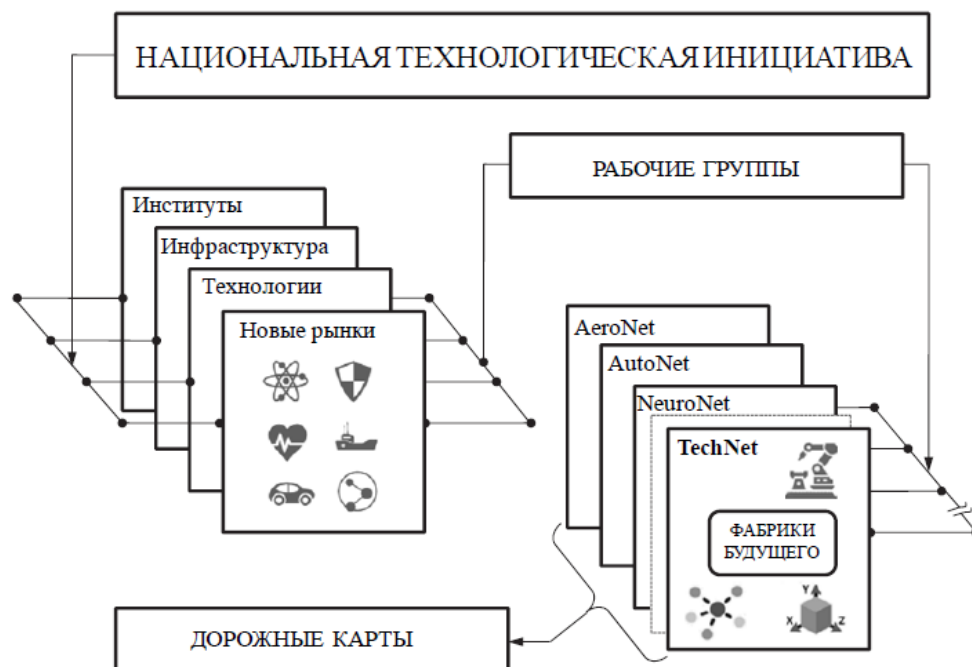 НАЦИОНАЛЬНАЯ ТЕХНОЛОГИЧЕСКАЯ ИНИЦИАТИВА
РАБОЧИЕ ГРУППЫ
Институты
Инфраструктура
Технологии
Новые рынки
AeroNet
AutoNet
NeuroNet
TechNet
ФАБРИКИ
БУДУЩЕГО
Y
X
Z
ДОРОЖНЫЕ КАРТЫ